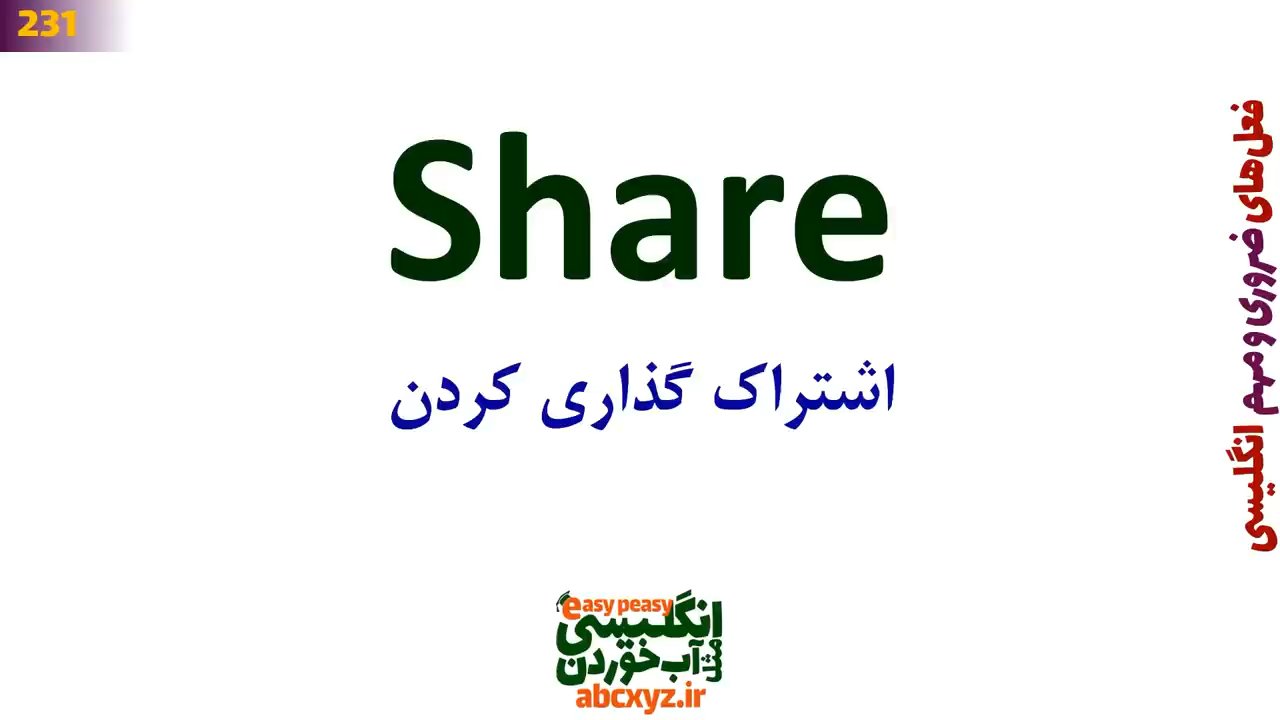 231
Share
اشتراک گذاری کردن
فعل‌های ضروری و مهم انگلیسی
easy peasy
انگلیسی
مثل آب خوردن
abcxyz.ir